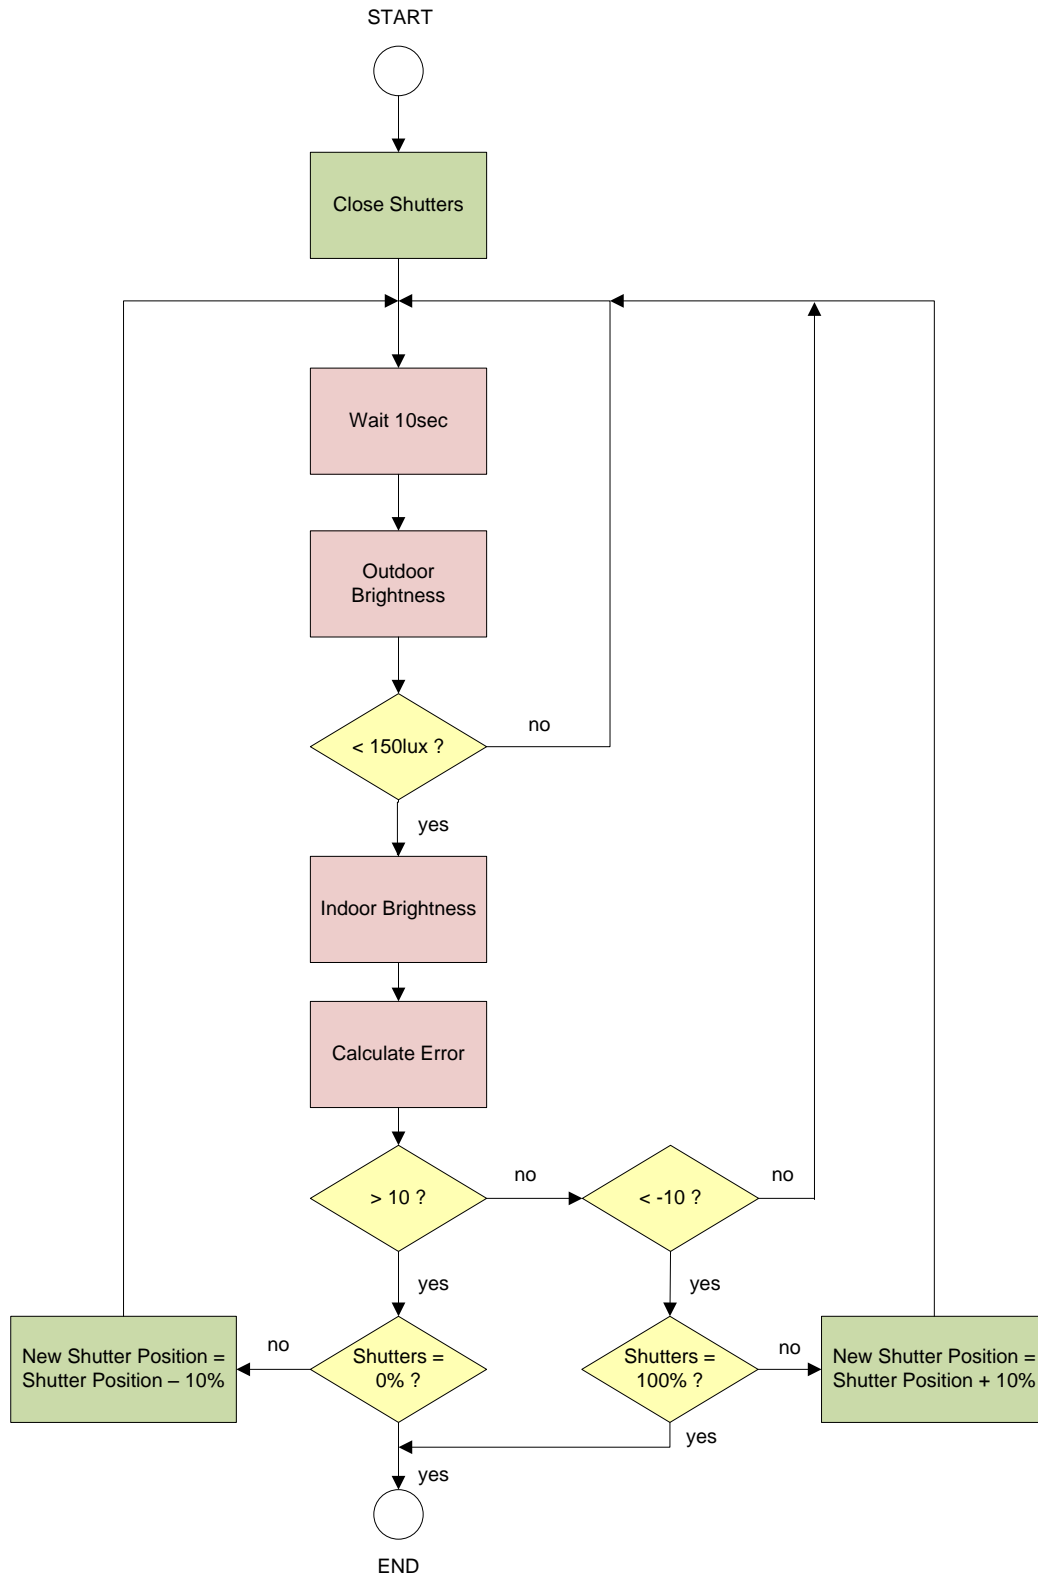 START
Close Shutters
Wait 10sec
Outdoor
Brightness
< 150lux ?
no
yes
Indoor Brightness
Calculate Error
> 10 ?
no
< -10 ?
no
yes
yes
New Shutter Position =
Shutter Position – 10%
no
Shutters =
0% ?
Shutters =
100% ?
no
New Shutter Position =
Shutter Position + 10%
yes
yes
END